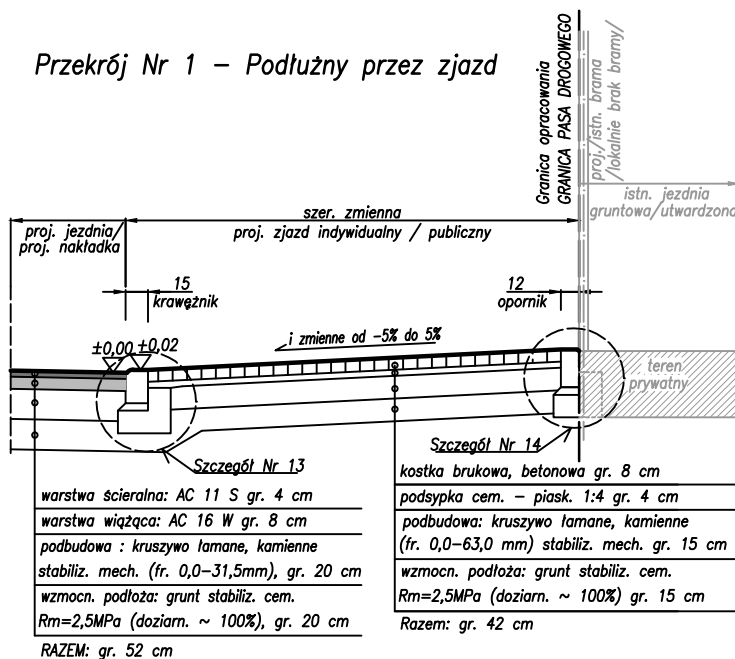 Przekrój Nr 1 – Podłużny przez zjazd
Granica opracowania
GRANICA PASA DROGOWEGO
proj./istn. brama
/lokalnie brak bramy/
istn. jezdnia
gruntowa/utwardzona
proj. jezdnia/
proj. nakładka
szer. zmienna
proj. zjazd indywidualny / publiczny
15
krawężnik
12
opornik
±0,00 ±0,02
i zmienne od -5% do 5%
teren
prywatny
Szczegół Nr 13
Szczegół Nr 14
warstwa ścieralna: AC 11 S gr. 4 cm
warstwa wiążąca: AC 16 W gr. 8 cm
podbudowa : kruszywo łamane, kamienne
stabiliz. mech. (fr. 0,0-31,5mm), gr. 20 cm
wzmocn. podłoża: grunt stabiliz. cem.
Rm=2,5MPa (doziarn. ~ 100%), gr. 20 cm
RAZEM: gr. 52 cm
kostka brukowa, betonowa gr. 8 cm
podsypka cem. – piask. 1:4 gr. 4 cm
podbudowa: kruszywo łamane, kamienne
(fr. 0,0-63,0 mm) stabiliz. mech. gr. 15 cm
wzmocn. podłoża: grunt stabiliz. cem.
Rm=2,5MPa (doziarn. ~ 100%) gr. 15 cm
Razem: gr. 42 cm